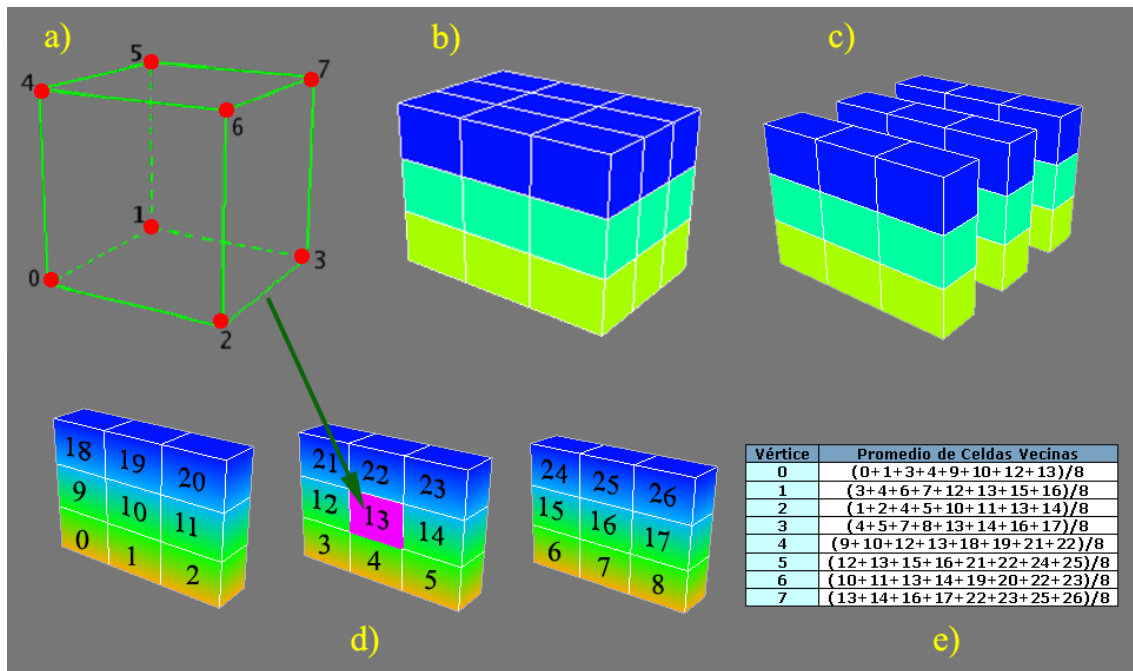 a)
b)
c)
5
7
4
6
1
3
0
2
18 19 20
9 10 11
0 1 2
21 22 23
12 13 14
3 4 5
24 25 26
15 16 17
6 7 8
d)
Vértice Promedio de Celdas Vecinas
0 (0+1+3+4+9+10+12+13)/8
1 (3+4+6+7+12+13+15+16)/8
2 (1+2+4+5+10+11+13+14)/8
3 (4+5+7+8+13+14+16+17)/8
4 (9+10+12+13+18+19+21+22)/8
5 (12+13+15+16+21+22+24+25)/8
6 (10+11+13+14+19+20+22+23)/8
7 (13+14+16+17+22+23+25+26)/8
e)